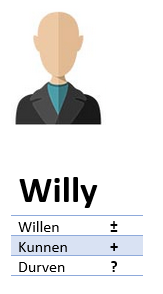 Willy
Willen ±
Kunnen +
Durven ?